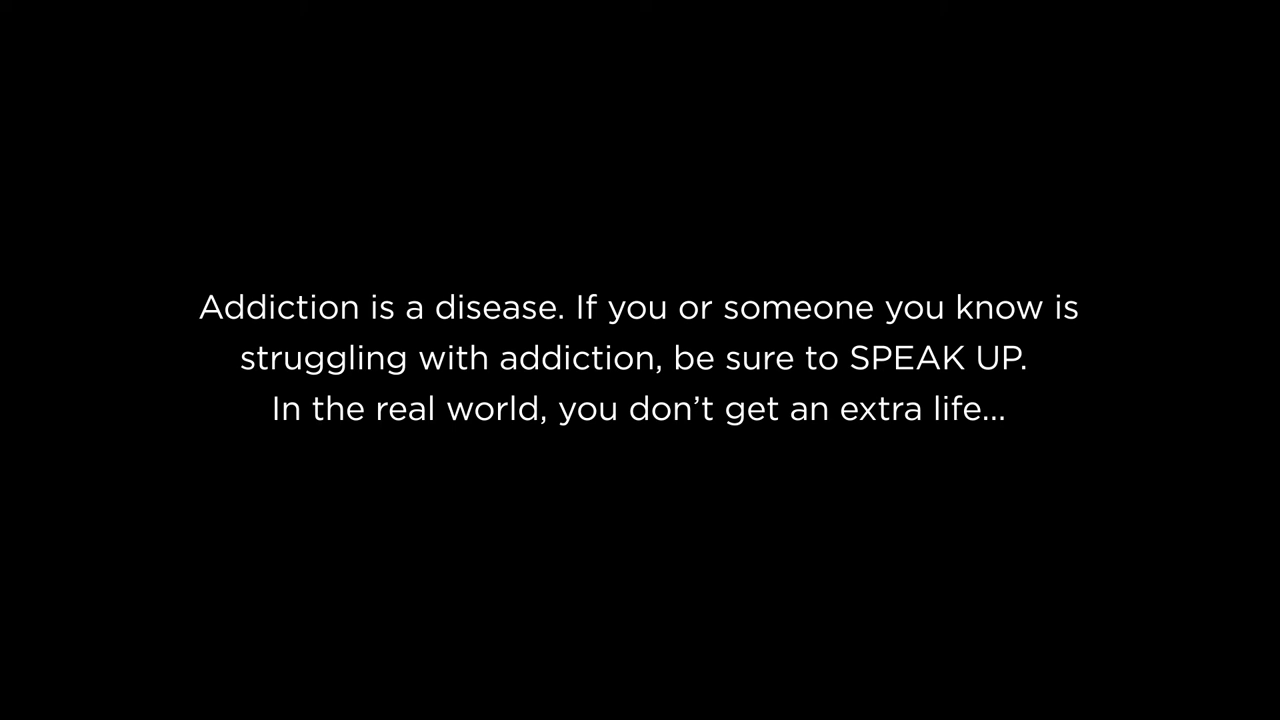 Addiction is a disease. If you or someone you know is
struggling with addiction, be sure to SPEAK UP.
In the real world, you don’t get an extra life...